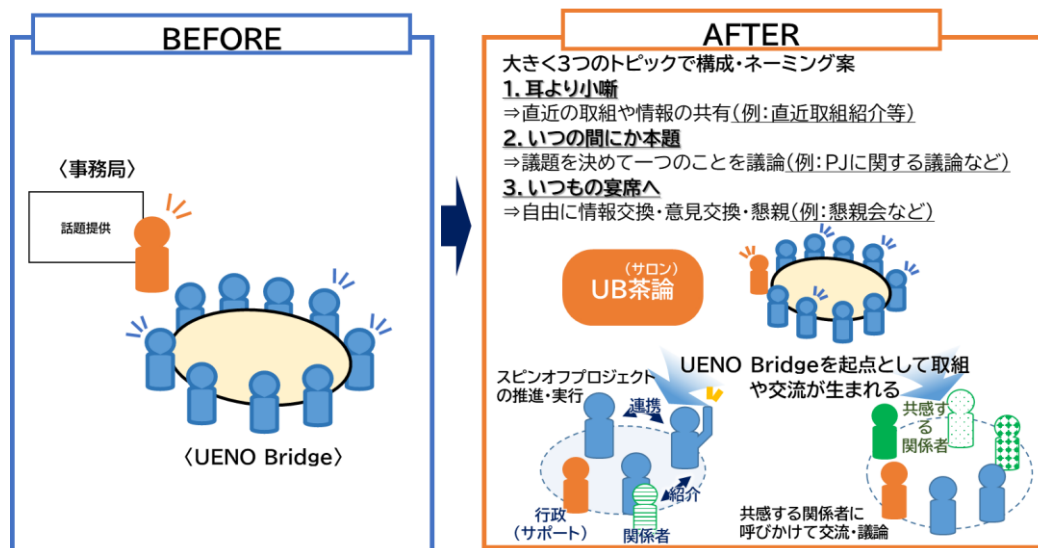 BEFORE
〈事務局〉
話題提供
〈UENO Bridge〉
AFTER
大きく3つのトピックで構成・ネーミング案
1. 耳より小噺
⇒直近の取組や情報の共有(例：直近取組紹介等)
2. いつの間にか本題
⇒議題を決めて一つのことを議論(例：PJに関する議論など)
3. いつもの宴席へ
⇒自由に情報交換・意見交換・懇親(例：懇親会など)
(サロン)
UB茶論
UENO Bridgeを起点として取組
や交流が生まれる
スピンオフプロジェクト
の推進・実行
連携
紹介
行政
(サポート)
関係者
共感す
る
関係者
共感する関係者に
呼びかけて交流・議論